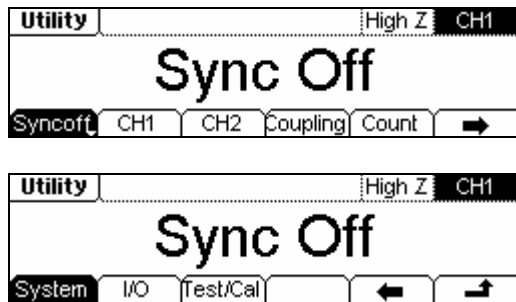 Utility High Z CH1
Sync Off
Syncoff CH1 CH2 Coupling Count
Utility High Z CH1
Sync Off
System I/O Test/Cal